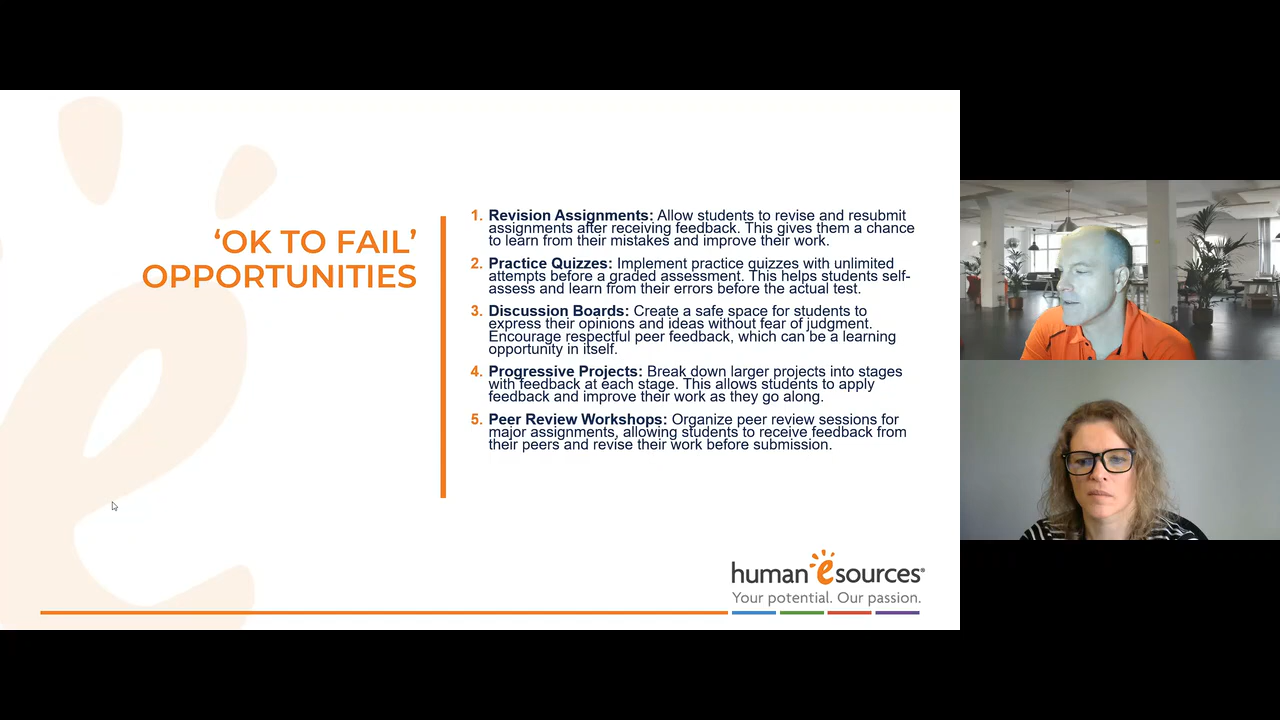 ‘OK TO FAIL’
OPPORTUNITIES
1. Revision Assignments: Allow students to revise and resubmit
assignments after receiving feedback. This gives them a chance
to learn from their mistakes and improve their work.
2. Practice Quizzes: Implement practice quizzes with unlimited
attempts before a graded assessment. This helps students self-
assess and learn from their errors before the actual test.
3. Discussion Boards: Create a safe space for students to
express their opinions and ideas without fear of judgment.
Encourage respectful peer feedback, which can be a learning
opportunity in itself.
4. Progressive Projects: Break down larger projects into stages
with feedback at each stage. This allows students to apply
feedback and improve their work as they go along.
5. Peer Review Workshops: Organize peer review sessions for
major assignments, allowing students to receive feedback from
their peers and revise their work before submission.
human esources®
Your potential. Our passion.